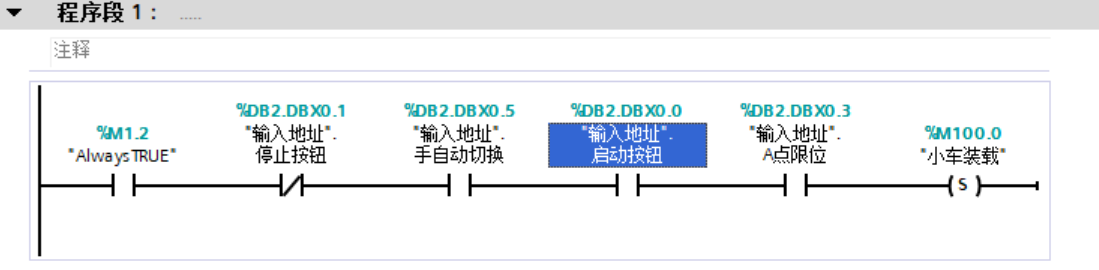 程序段 1： .....
注释
%DB2.DBX0.1 %DB2.DBX0.5 %DB2.DBX0.0 %DB2.DBX0.3
%M1.2 "输入地址". "输入地址". "输入地址". "输入地址". %M100.0
"AlwaysTRUE" 停止按钮 手自动切换 启动按钮 A点限位 "小车装载"
S